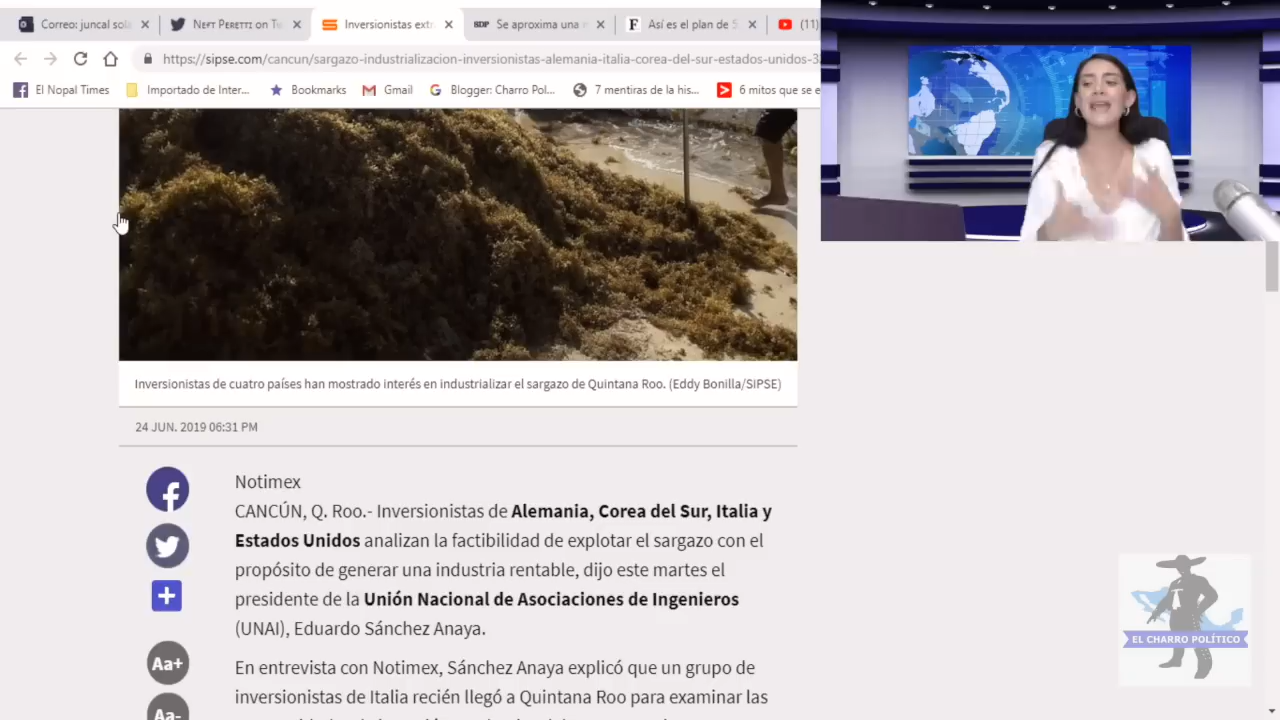 Correo: juncal sol
Neft Peretti on Tw
Inversionistas ext
SDP Se aproxima una
F Así es el plan de S
(11)
https://sipse.com/cancun/sargazo-industrializacion-inversionistas-alemania-italia-corea-del-sur-estados-unidos-3
El Nopal Times
Importado de Inter...
Bookmarks
Gmail
Blogger: Charro Pol...
7 mentiras de la his...
6 mitos que se e
Inversionistas de cuatro países han mostrado interés en industrializar el sargazo de Quintana Roo. (Eddy Bonilla/SIPSE)
24 JUN. 2019 06:31 PM
Notimex
CANCÚN, Q. Roo.- Inversionistas de Alemania, Corea del Sur, Italia y
Estados Unidos analizan la factibilidad de explotar el sargazo con el
propósito de generar una industria rentable, dijo este martes el
presidente de la Unión Nacional de Asociaciones de Ingenieros
(UNAI), Eduardo Sánchez Anaya.
Aa+
En entrevista con Notimex, Sánchez Anaya explicó que un grupo de
inversionistas de Italia recién llegó a Quintana Roo para examinar las
Aa-
EL CHARRO POLÍTICO